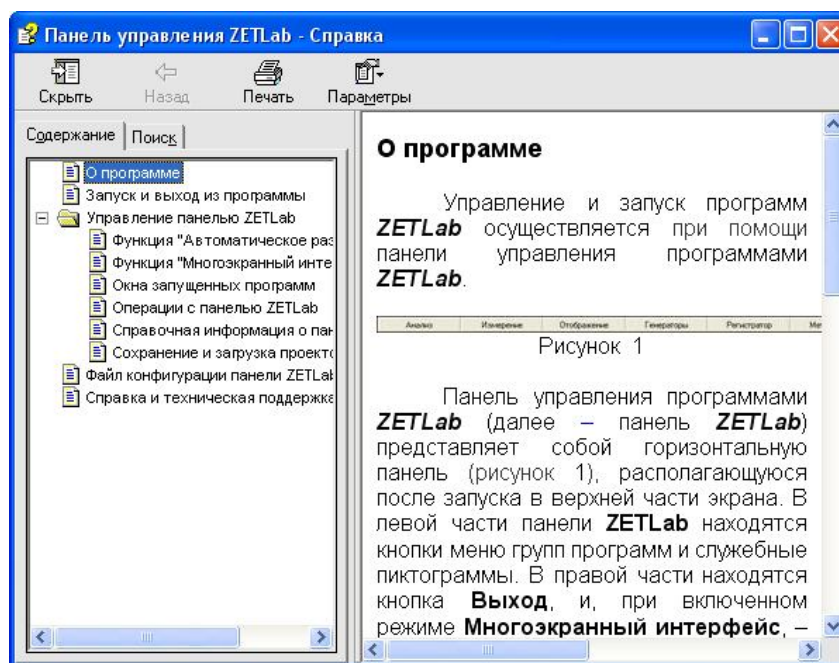 Панель управления ZETLab - Справка
Скрыть Назад Печать Параметры
Содержание Поиск
О программе
Запуск и выход из программы
Управление панелью ZETLab
Функция "Автоматическое раз
Функция "Многоэкранный инте
Окна запущенных программ
Операции с панелью ZETLab
Справочная информация о пан
Сохранение и загрузка проекто
Файл конфигурации панели ZETLab
Справка и техническая поддержка
О программе
Управление и запуск программ
ZETLab осуществляется при помощи
панели управления программами
ZETLab.
Анализ Измерение Отображение Генераторы Регистратор Мет
Рисунок 1
Панель управления программами
ZETLab (далее – панель ZETLab)
представляет собой горизонтальную
панель (рисунок 1), располагающуюся
после запуска в верхней части экрана. В
левой части панели ZETLab находятся
кнопки меню групп программ и служебные
пиктограммы. В правой части находятся
кнопка Выход, и, при включенном
режиме Многоэкранный интерфейс, –